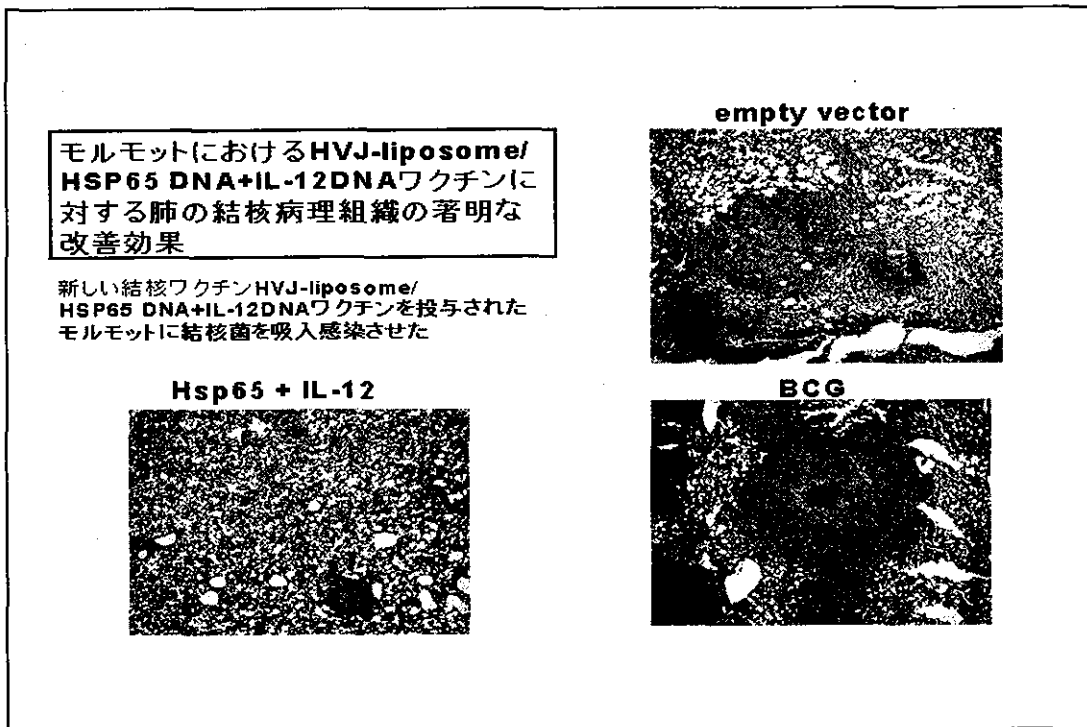 モルモットにおけるHVJ-liposome/
HSP65 DNA+IL-12DNAワクチンに
対する肺の結核病理組織の著明な
改善効果
新しい結核ワクチンHVJ-liposome/
HSP65 DNA+IL-12DNAワクチンを投与された
モルモットに結核菌を吸入感染させた
empty vector
Hsp65 + IL-12
BCG